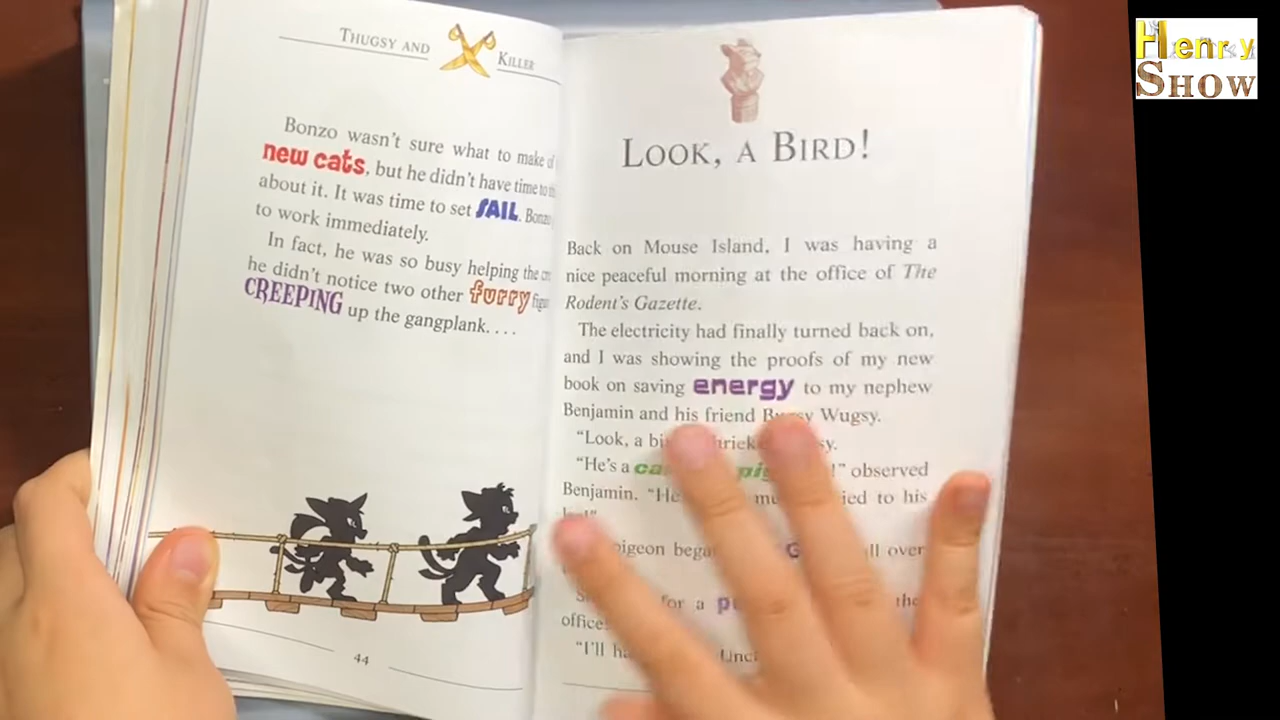 THUGSY AND KILLER
Bonzo wasn't sure what to make of
new cats, but he didn't have time to
about it. It was time to set SAIL. Bonzo
to work immediately.
In fact, he was so busy helping the
he didn't notice two other furry
CREEPING up the gangplank. . . .
44
LOOK, A BIRD!
Back on Mouse Island, I was having a
nice peaceful morning at the office of The
Rodent's Gazette.
The electricity had finally turned back on,
and I was showing the proofs of my new
book on saving energy to my nephew
Benjamin and his friend Wugsy.
"Look, a
"He's a !" observed
Benjamin. "He to his
pigeon all over
for a the
office
"I'll
Henry
SHOW